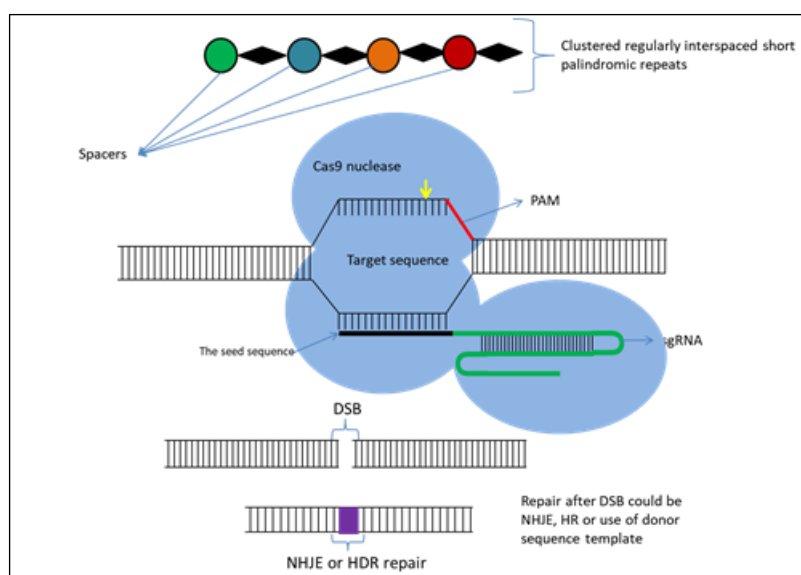 Clustered regularly interspaced short
palindromic repeats
Spacers
Cas9 nuclease
PAM
Target sequence
The seed sequence
sgRNA
DSB
Repair after DSB could be
NHJE, HR or use of donor
sequence template
NHJE or HDR repair